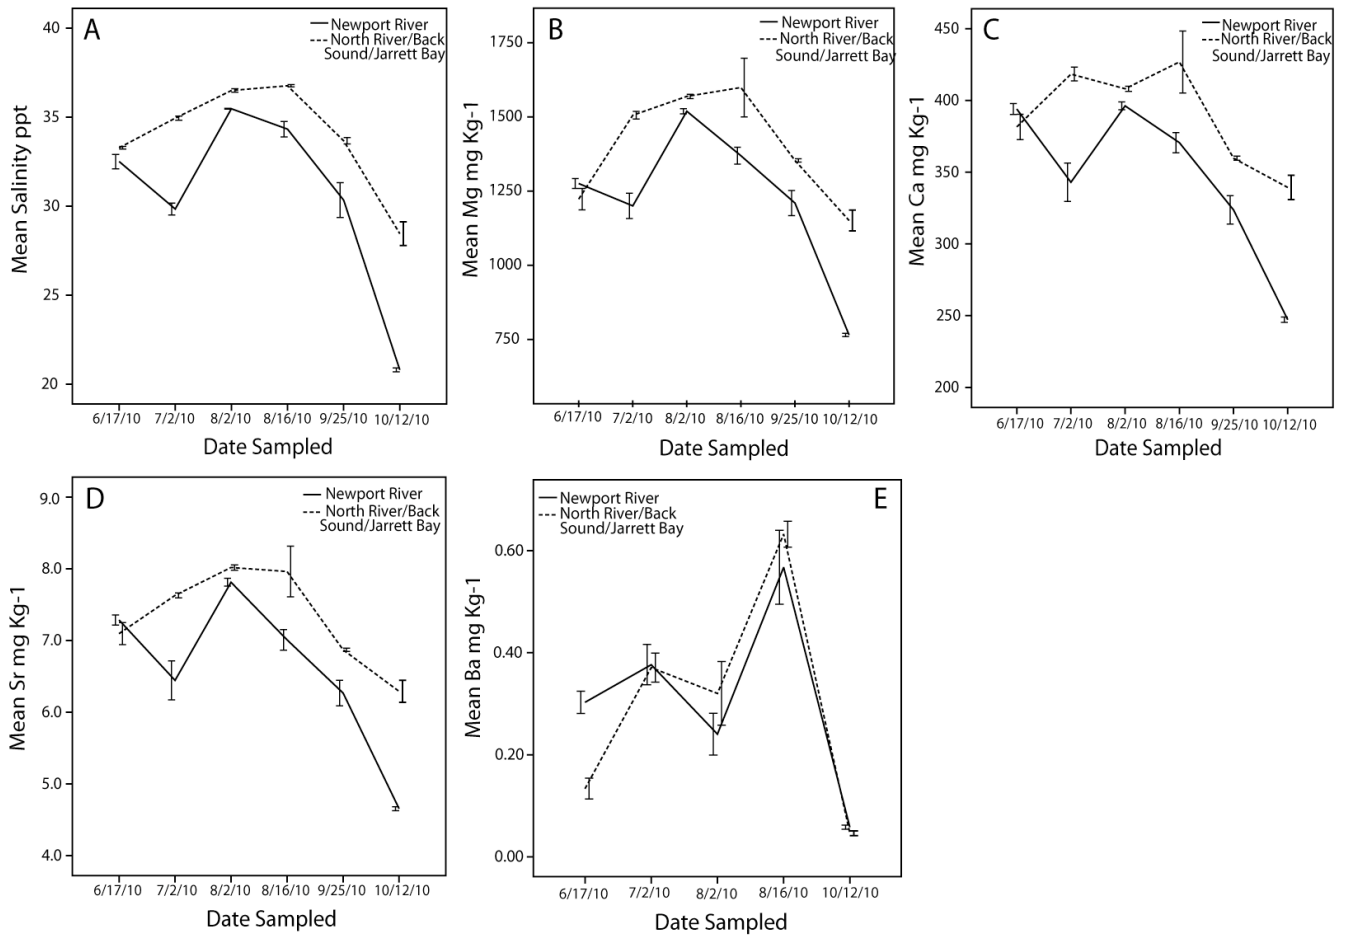 A
Newport River
North River/Back
Sound/Jarrett Bay
40
35
30
25
20
Mean Salinity ppt
6/17/10 7/2/10 8/2/10 8/16/10 9/25/10 10/12/10
Date Sampled
B
Newport River
North River/Back
Sound/Jarrett Bay
1750
1500
1250
1000
750
Mean Mg mg Kg-1
6/17/10 7/2/10 8/2/10 8/16/10 9/25/10 10/12/10
Date Sampled
C
Newport River
North River/Back
Sound/Jarrett Bay
450
400
350
300
250
200
Mean Ca mg Kg-1
6/17/10 7/2/10 8/2/10 8/16/10 9/25/10 10/12/10
Date Sampled
D
Newport River
North River/Back
Sound/Jarrett Bay
9.0
8.0
7.0
6.0
5.0
4.0
Mean Sr mg Kg-1
6/17/10 7/2/10 8/2/10 8/16/10 9/25/10 10/12/10
Date Sampled
Newport River
North River/Back
Sound/Jarrett Bay
E
0.60
0.40
0.20
0.00
Mean Ba mg Kg-1
6/17/10 7/2/10 8/2/10 8/16/10 10/12/10
Date Sampled